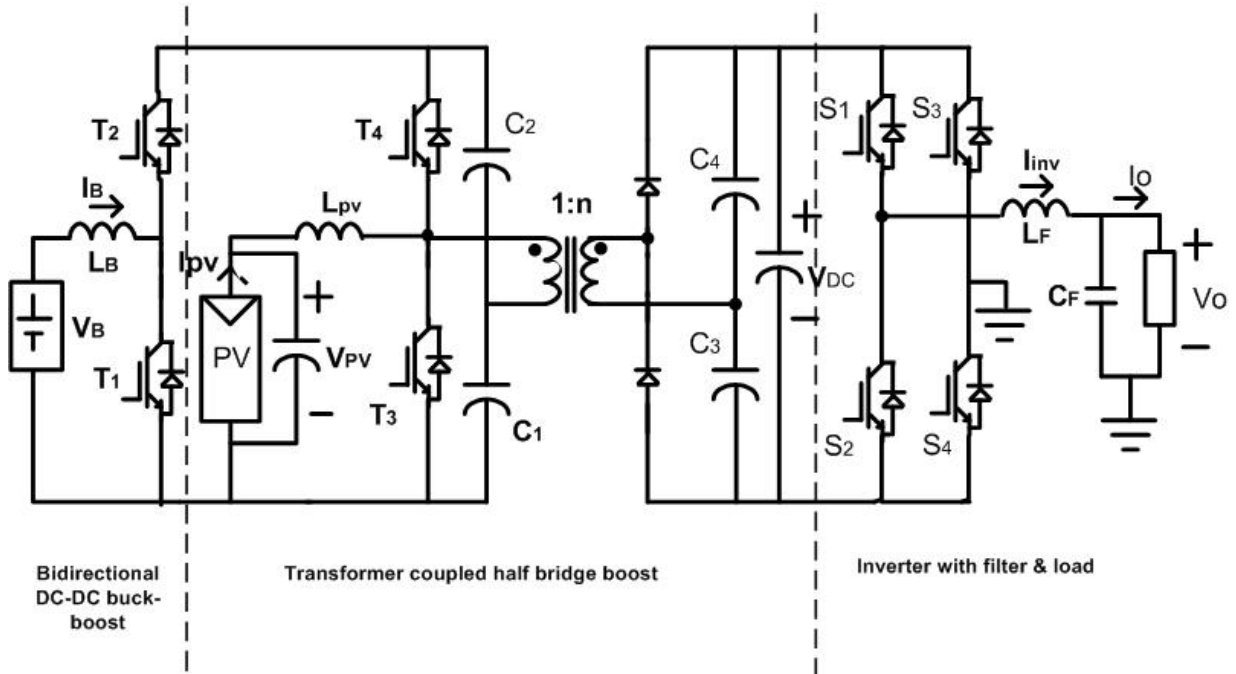 S1
S3
T2
T4
C2
C4
Iinv
Io
IB
Lpv
1:n
+
LB
LF
Ipv
+
VDC
+
VB
PV
VPV
C3
−
CF
Vo
T1
−
T3
C1
−
S2
S4
Bidirectional
DC-DC buck-
boost
Transformer coupled half bridge boost
Inverter with filter & load